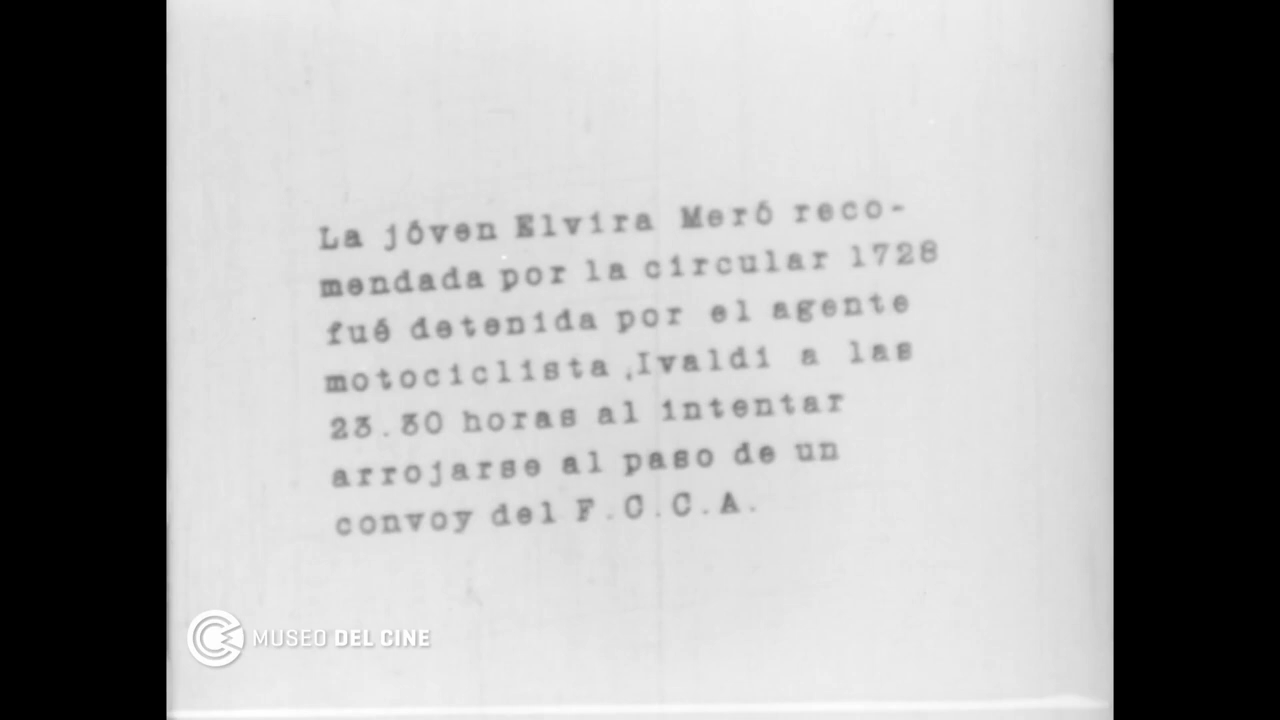 La jóven Elvira Meró reco-
mendada por la circular 1728
fué detenida por el agente
motociclista ,Ivaldi a las
23.30 horas al intentar
arrojarse al paso de un
convoy del F.C.C.A.
MUSEO DEL CINE